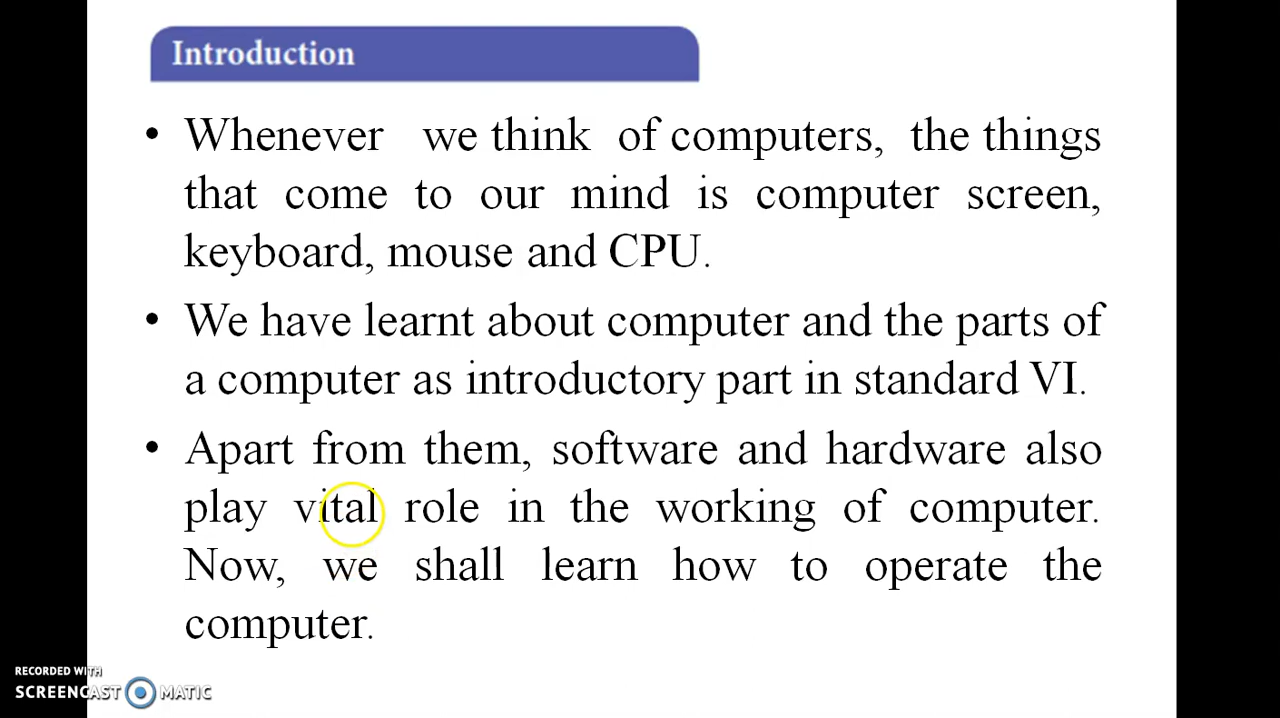 Introduction
• Whenever we think of computers, the things
that come to our mind is computer screen,
keyboard, mouse and CPU.
• We have learnt about computer and the parts of
a computer as introductory part in standard VI.
• Apart from them, software and hardware also
play vital role in the working of computer.
Now, we shall learn how to operate the
computer.
RECORDED WITH
SCREENCAST MATIC